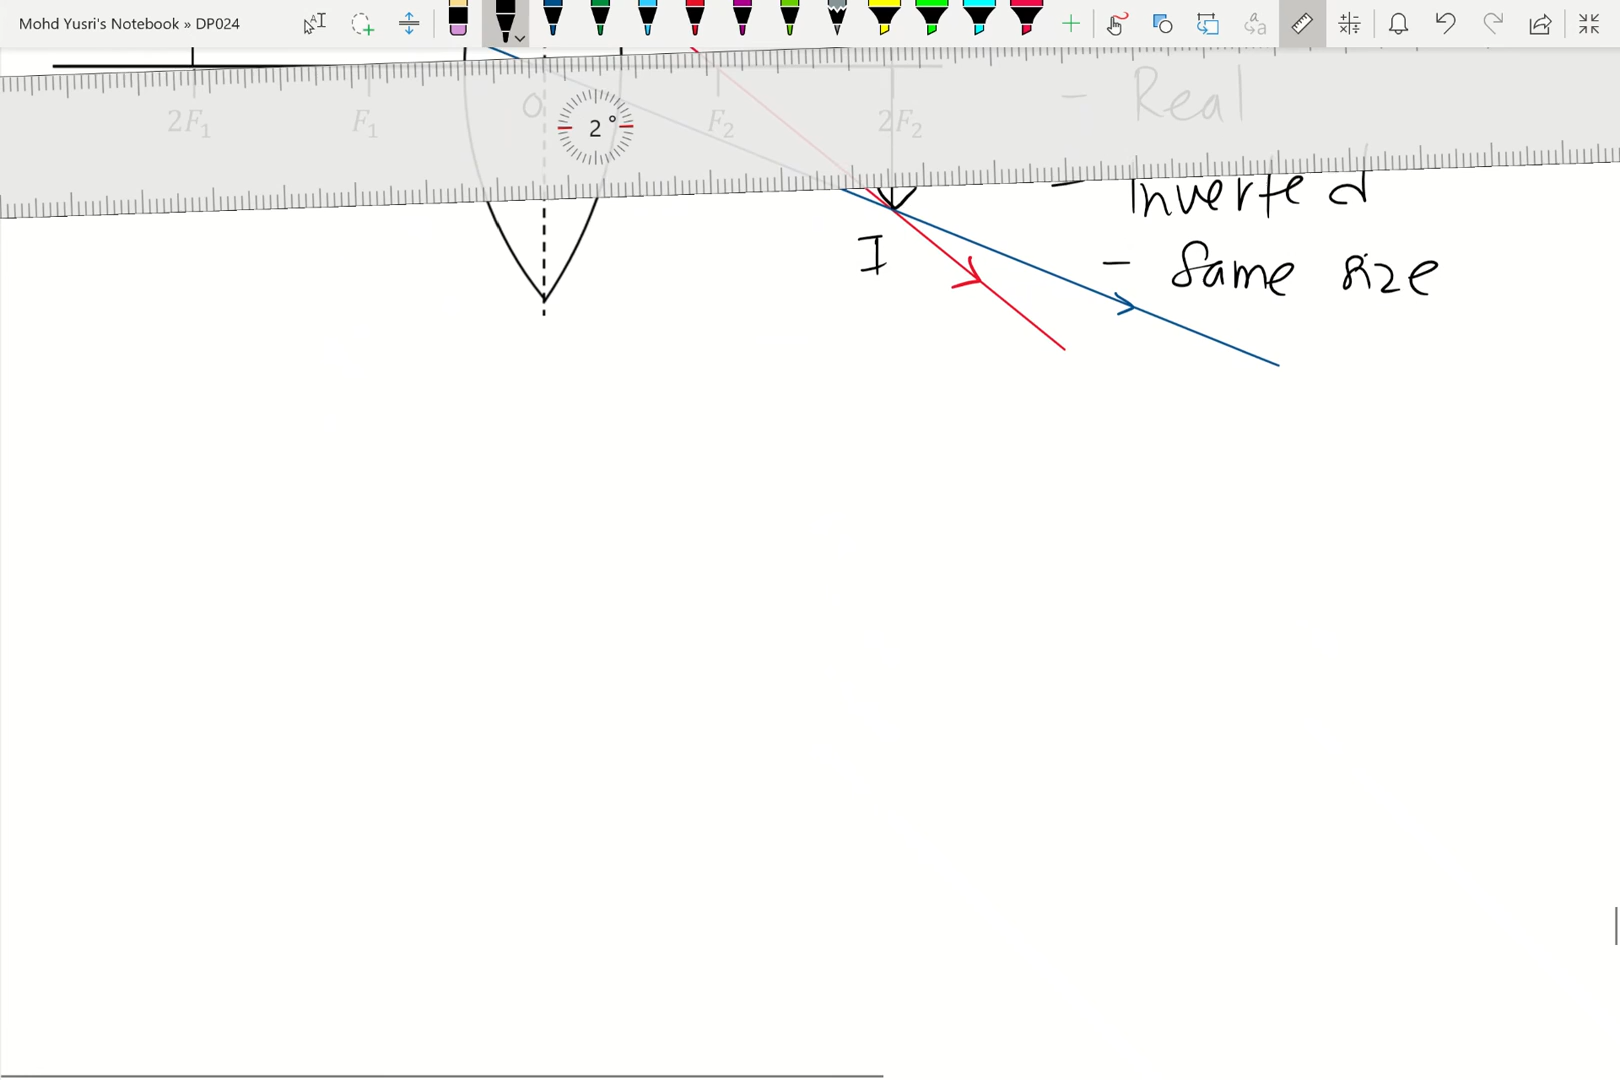 Mohd Yusri's Notebook » DP024
2F₁ F₁ O 2° F₂ 2F₂
- Real
- Inverted
I
- Same size